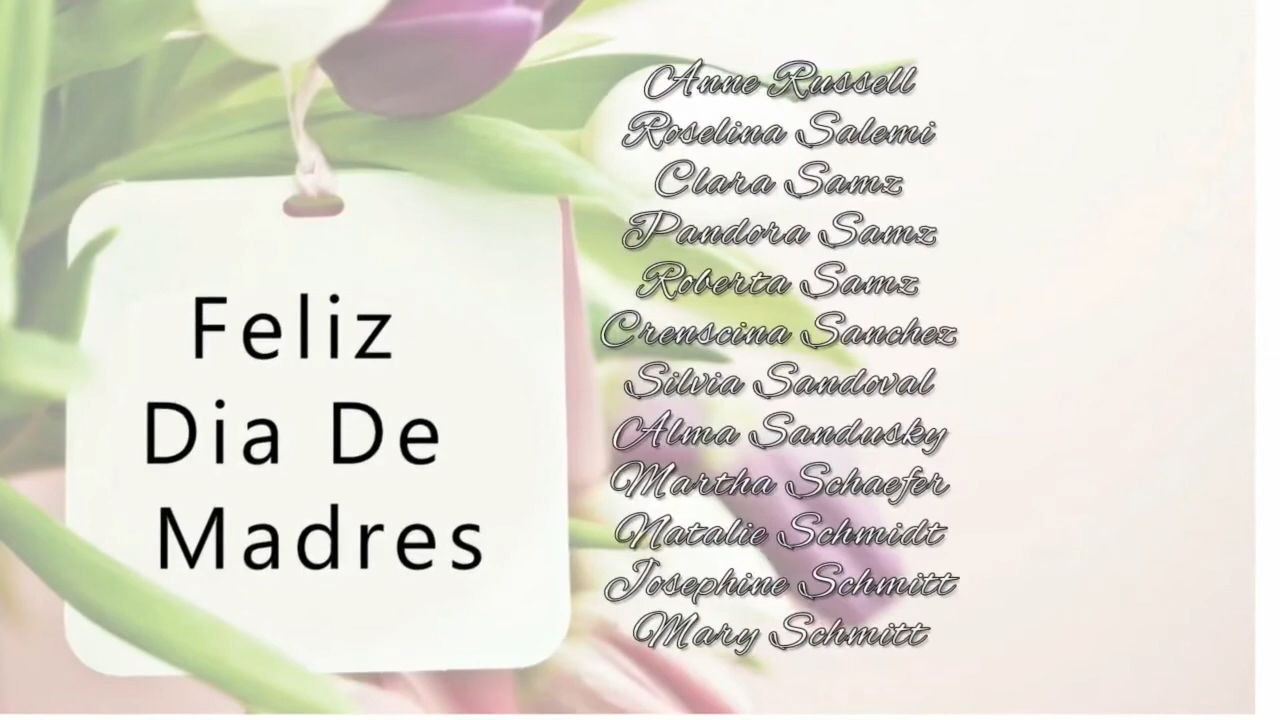 Feliz
Dia De
Madres
Anne Russell
Roselina Salemi
Clara Samz
Pandora Samz
Roberta Samz
Crenscina Sanchez
Silvia Sandoval
Alma Sandusky
Martha Schaefer
Natalie Schmidt
Josephine Schmitt
Mary Schmitt